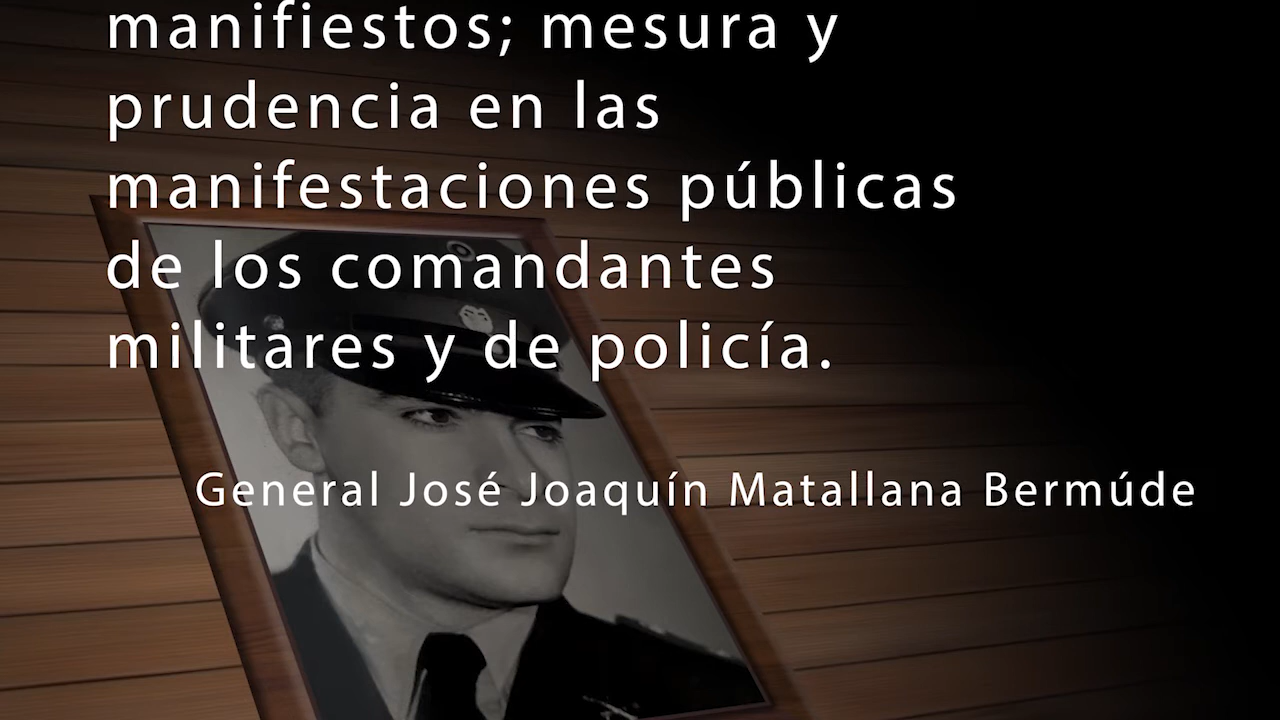 manifiestos; mesura y
prudencia en las
manifestaciones públicas
de los comandantes
militares y de policía.
General José Joaquín Matallana Bermúde